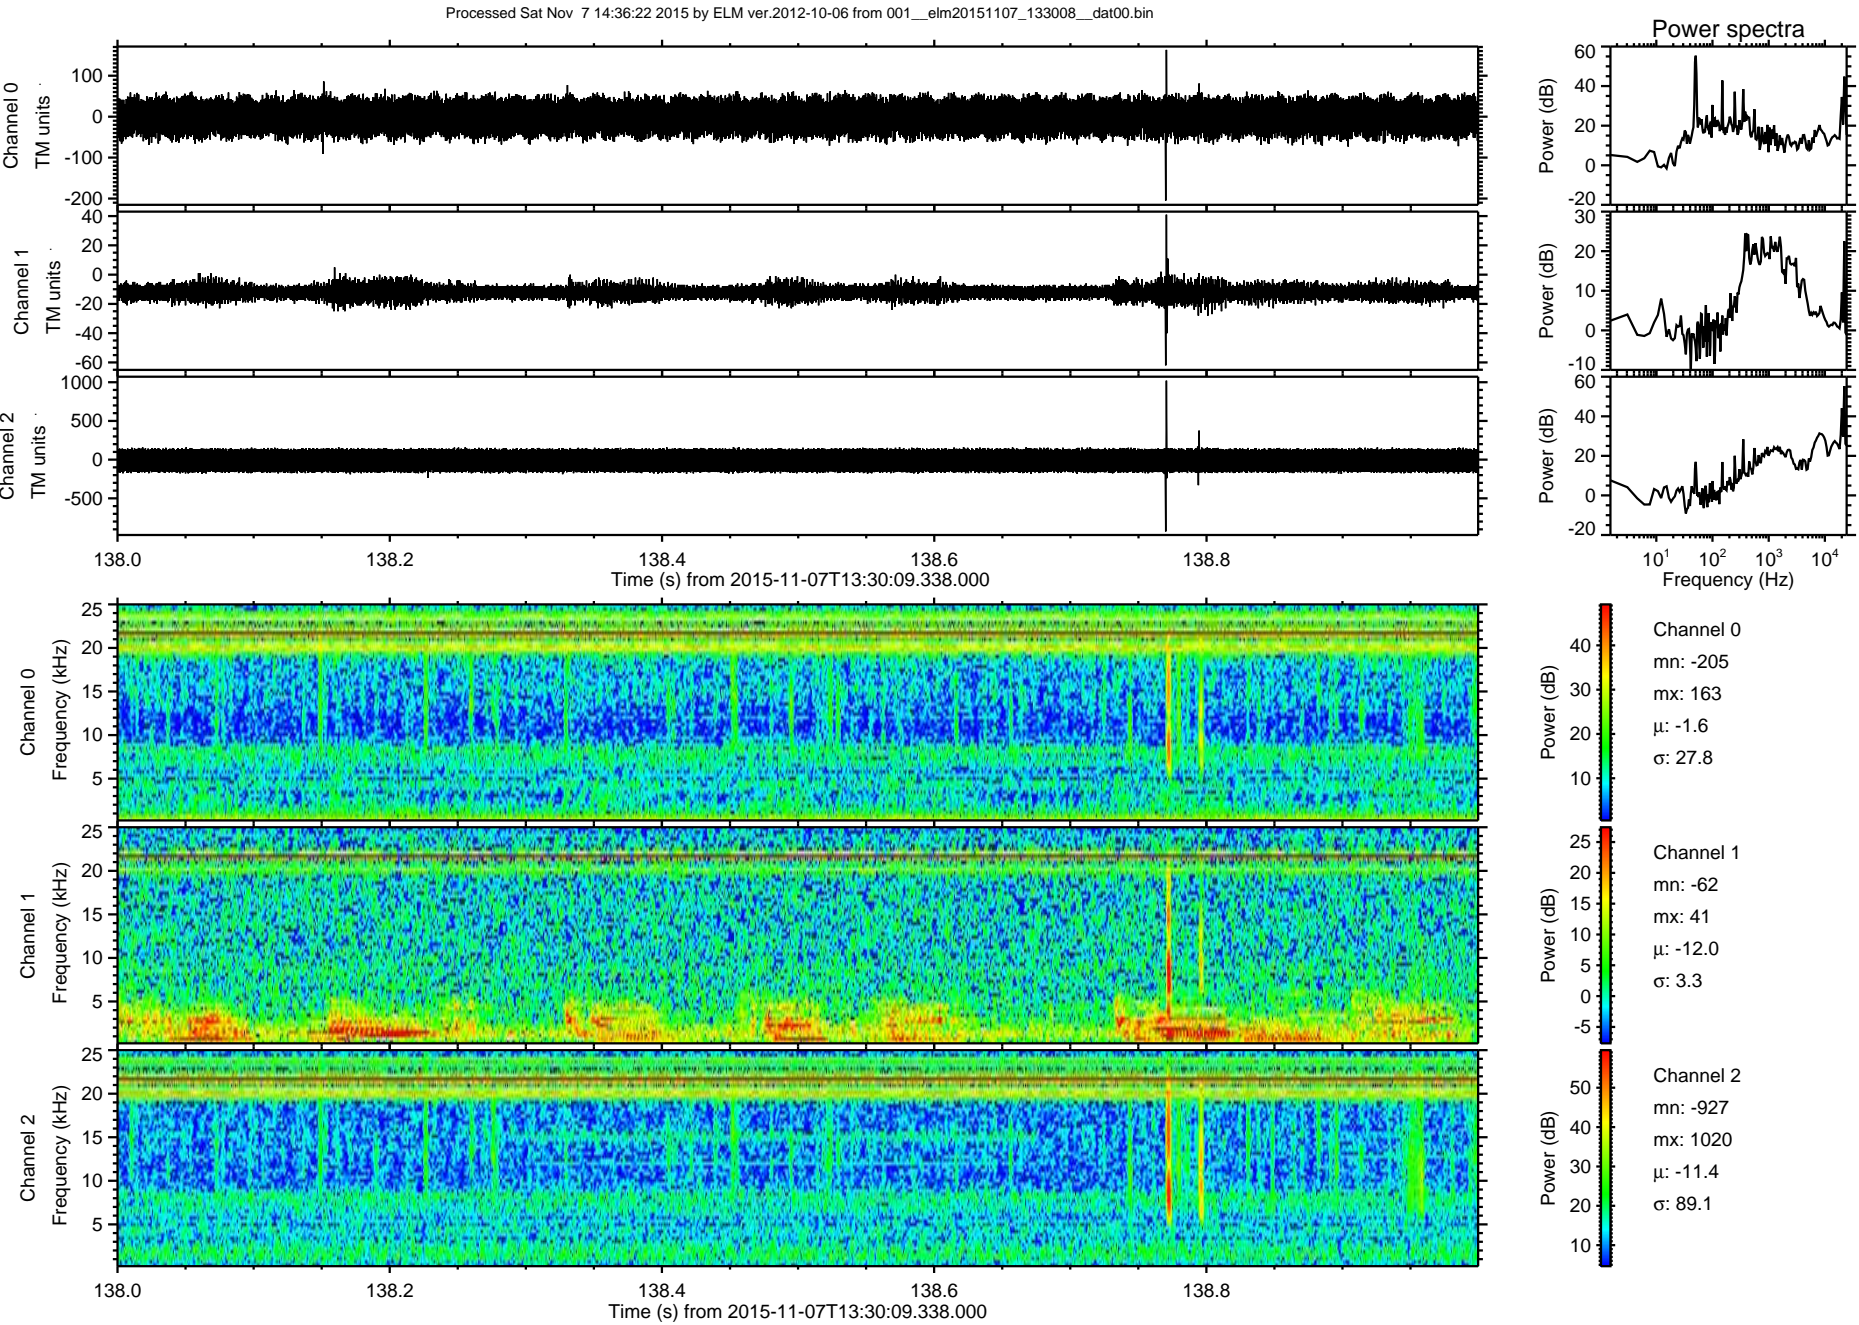 Processed Sat Nov  7 14:36:22 2015 by ELM ver.2012-10-06 from 001__elm20151107_133008__dat00.bin
Power spectra
Channel 0
TM units
100
0
-100
-200
Power (dB)
60
40
20
0
-20
Channel 1
TM units
40
20
0
-20
-40
-60
Power (dB)
30
20
10
0
-10
Channel 2
TM units
1000
500
0
-500
Power (dB)
60
40
20
0
-20
138.0 138.2 138.4 138.6 138.8
Time (s) from 2015-11-07T13:30:09.338.000
10¹ 10² 10³ 10⁴
Frequency (Hz)
Channel 0
Frequency (kHz)
25
20
15
10
5
Power (dB)
40
30
20
10
Channel 0
mn: -205
mx: 163
µ: -1.6
σ: 27.8
Channel 1
Frequency (kHz)
25
20
15
10
5
Power (dB)
25
20
15
10
5
0
-5
Channel 1
mn: -62
mx: 41
µ: -12.0
σ: 3.3
Channel 2
Frequency (kHz)
25
20
15
10
5
Power (dB)
50
40
30
20
10
Channel 2
mn: -927
mx: 1020
µ: -11.4
σ: 89.1
138.0 138.2 138.4 138.6 138.8
Time (s) from 2015-11-07T13:30:09.338.000